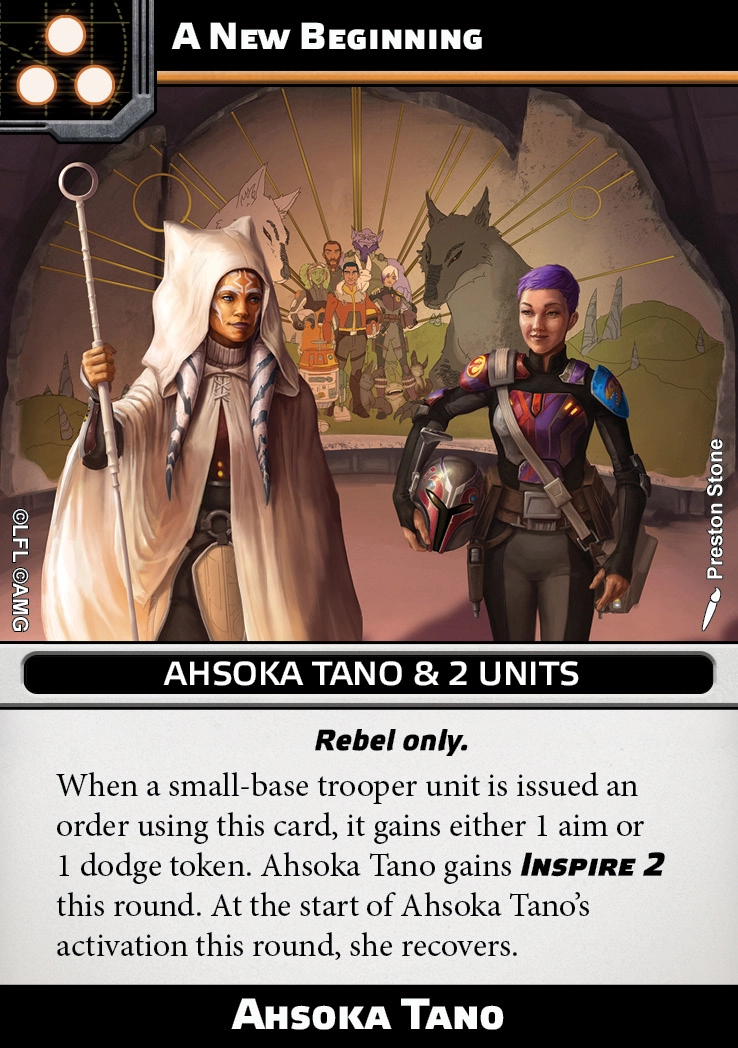 A New Beginning
©LFL ©AMG
Preston Stone
AHSOKA TANO & 2 UNITS
Rebel only.
When a small-base trooper unit is issued an
order using this card, it gains either 1 aim or
1 dodge token. Ahsoka Tano gains Inspire 2
this round. At the start of Ahsoka Tano’s
activation this round, she recovers.
Ahsoka Tano